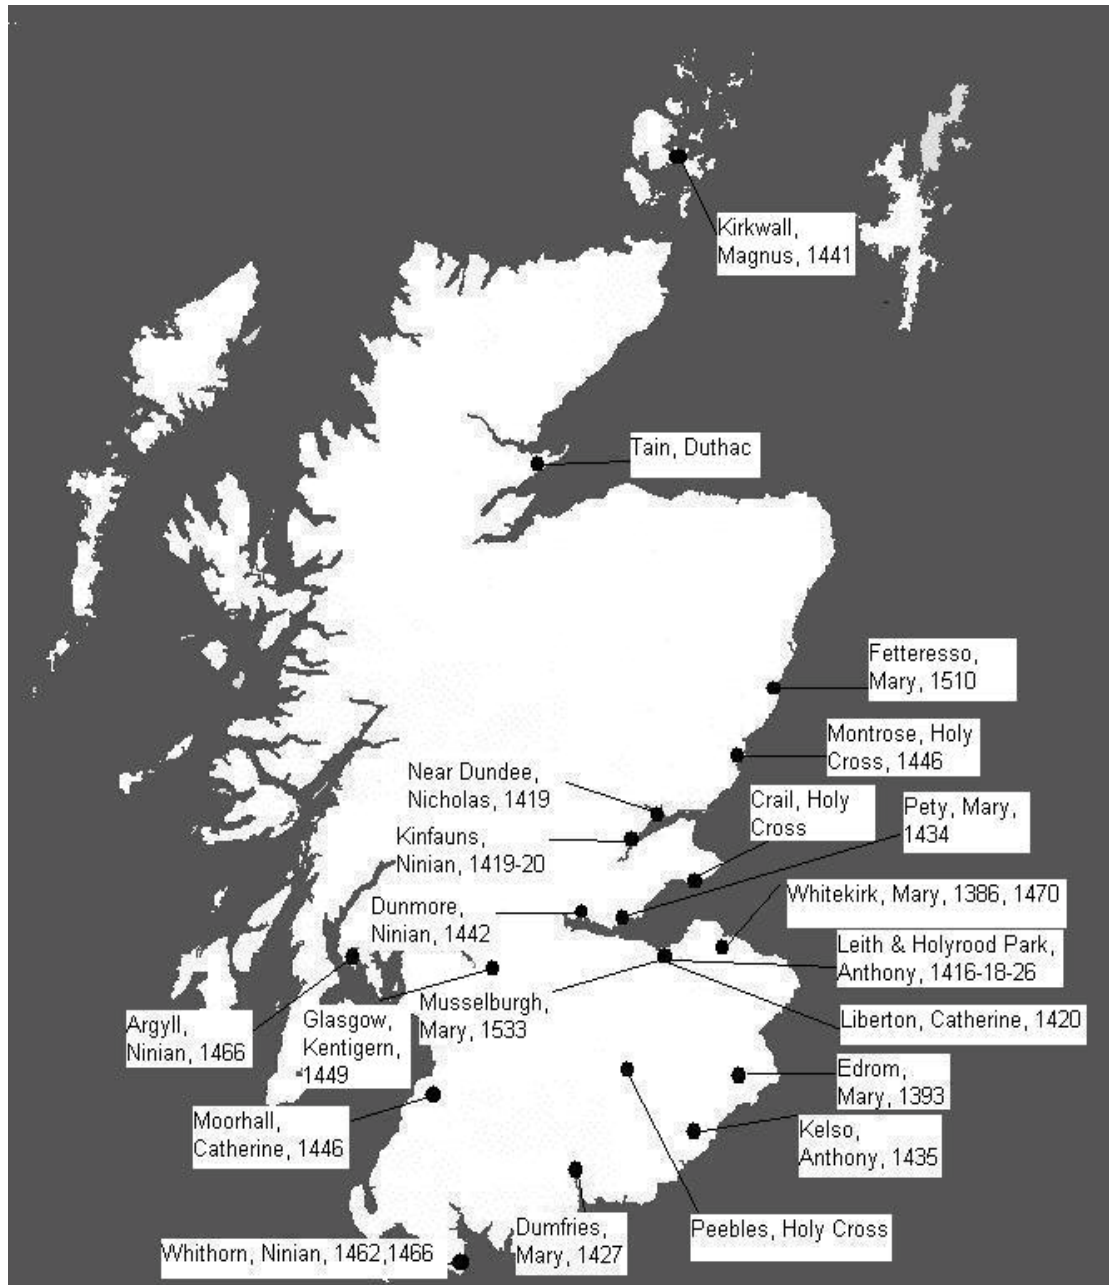 Kirkwall,
Magnus, 1441
Tain, Duthac
Fetteresso,
Mary, 1510
Montrose, Holy
Cross, 1446
Near Dundee,
Nicholas, 1419
Crail, Holy
Cross
Pety, Mary,
1434
Kinfauns,
Ninian, 1419-20
Whitekirk, Mary, 1386, 1470
Dunmore,
Ninian, 1442
Leith & Holyrood Park,
Anthony, 1416-18-26
Musselburgh,
Mary, 1533
Liberton, Catherine, 1420
Argyll,
Ninian, 1466
Glasgow,
Kentigern,
1449
Edrom,
Mary, 1393
Moorhall,
Catherine, 1446
Kelso,
Anthony, 1435
Peebles, Holy Cross
Dumfries,
Mary, 1427
Whithorn, Ninian, 1462,1466